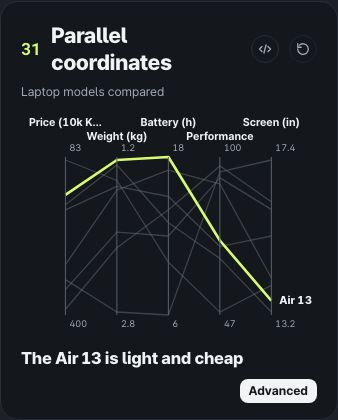 31 Parallel
coordinates
Laptop models compared
Price (10k K... Battery (h) Screen (in)
Weight (kg) Performance
83 1.2 18 100 17.4
Air 13
400 2.8 6 47 13.2
The Air 13 is light and cheap
Advanced